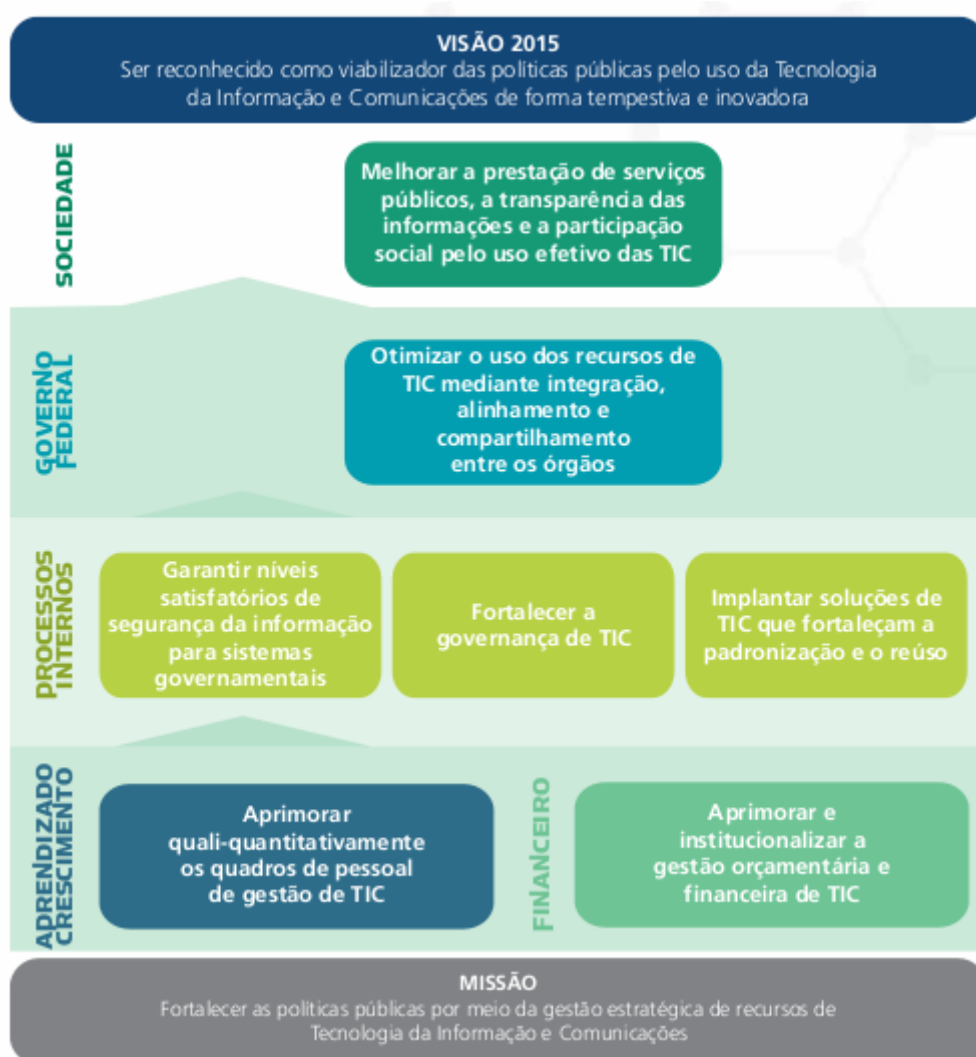 VISÃO 2015
Ser reconhecido como viabilizador das políticas públicas pelo uso da Tecnologia
da Informação e Comunicações de forma tempestiva e inovadora
SOCIEDADE
Melhorar a prestação de serviços
públicos, a transparência das
informações e a participação
social pelo uso efetivo das TIC
GOVERNO
FEDERAL
Otimizar o uso dos recursos de
TIC mediante integração,
alinhamento e
compartilhamento
entre os órgãos
PROCESSOS
INTERNOS
Garantir níveis
satisfatórios de
segurança da informação
para sistemas
governamentais
Fortalecer a
governança de TIC
Implantar soluções de
TIC que fortaleçam a
padronização e o reúso
APRENDIZADO
CRESCIMENTO
Aprimorar
quali-quantitativamente
os quadros de pessoal
de gestão de TIC
FINANCEIRO
Aprimorar e
institucionalizar a
gestão orçamentária e
financeira de TIC
MISSÃO
Fortalecer as políticas públicas por meio da gestão estratégica de recursos de
Tecnologia da Informação e Comunicações